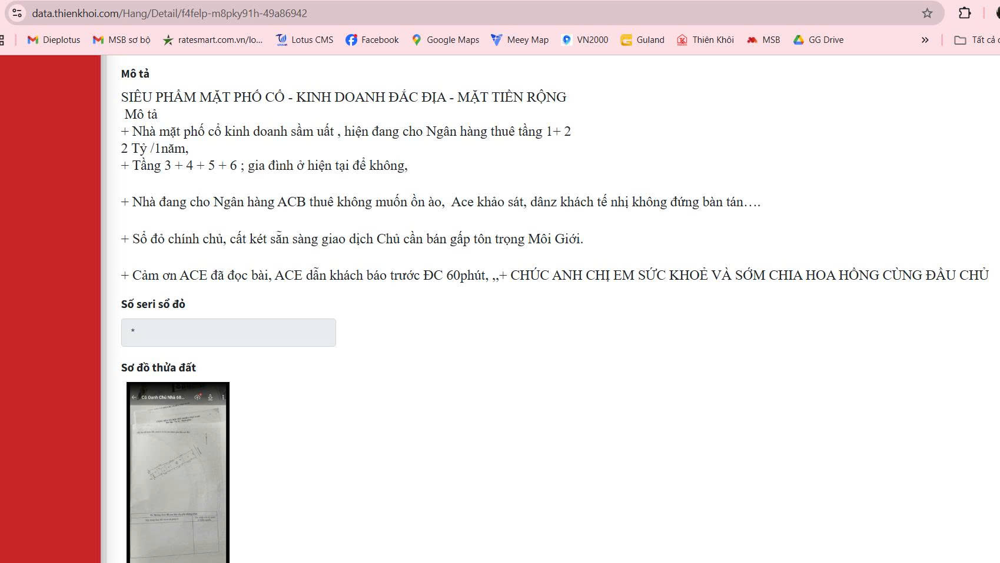 data.thienkhoi.com/Hang/Detail/f4felp-m8pky91h-49a86942
Dieplotus MSB sơ bộ ratesmart.com.vn/lo... Lotus CMS Facebook Google Maps Meey Map VN2000 Guland Thiên Khôi MSB GG Drive » Tất cả
Mô tả
SIÊU PHẨM MẶT PHỐ CỔ - KINH DOANH ĐẮC ĐỊA - MẶT TIỀN RỘNG
Mô tả
+ Nhà mặt phố cổ kinh doanh sầm uất , hiện đang cho Ngân hàng thuê tầng 1+ 2
2 Tỷ /1năm,
+ Tầng 3 + 4 + 5 + 6 ; gia đình ở hiện tại để không,
+ Nhà đang cho Ngân hàng ACB thuê không muốn ồn ào, Ace khảo sát, dânz khách tế nhị không đứng bàn tán….
+ Sổ đỏ chính chủ, cất két sẵn sàng giao dịch Chủ cần bán gấp tôn trọng Môi Giới.
+ Cảm ơn ACE đã đọc bài, ACE dẫn khách báo trước ĐC 60phút, ,,+ CHÚC ANH CHỊ EM SỨC KHOẺ VÀ SỚM CHIA HOA HỒNG CÙNG ĐẦU CHỦ
Số seri sổ đỏ
*
Sơ đồ thửa đất
Cô Oanh Chủ Nhà 68...